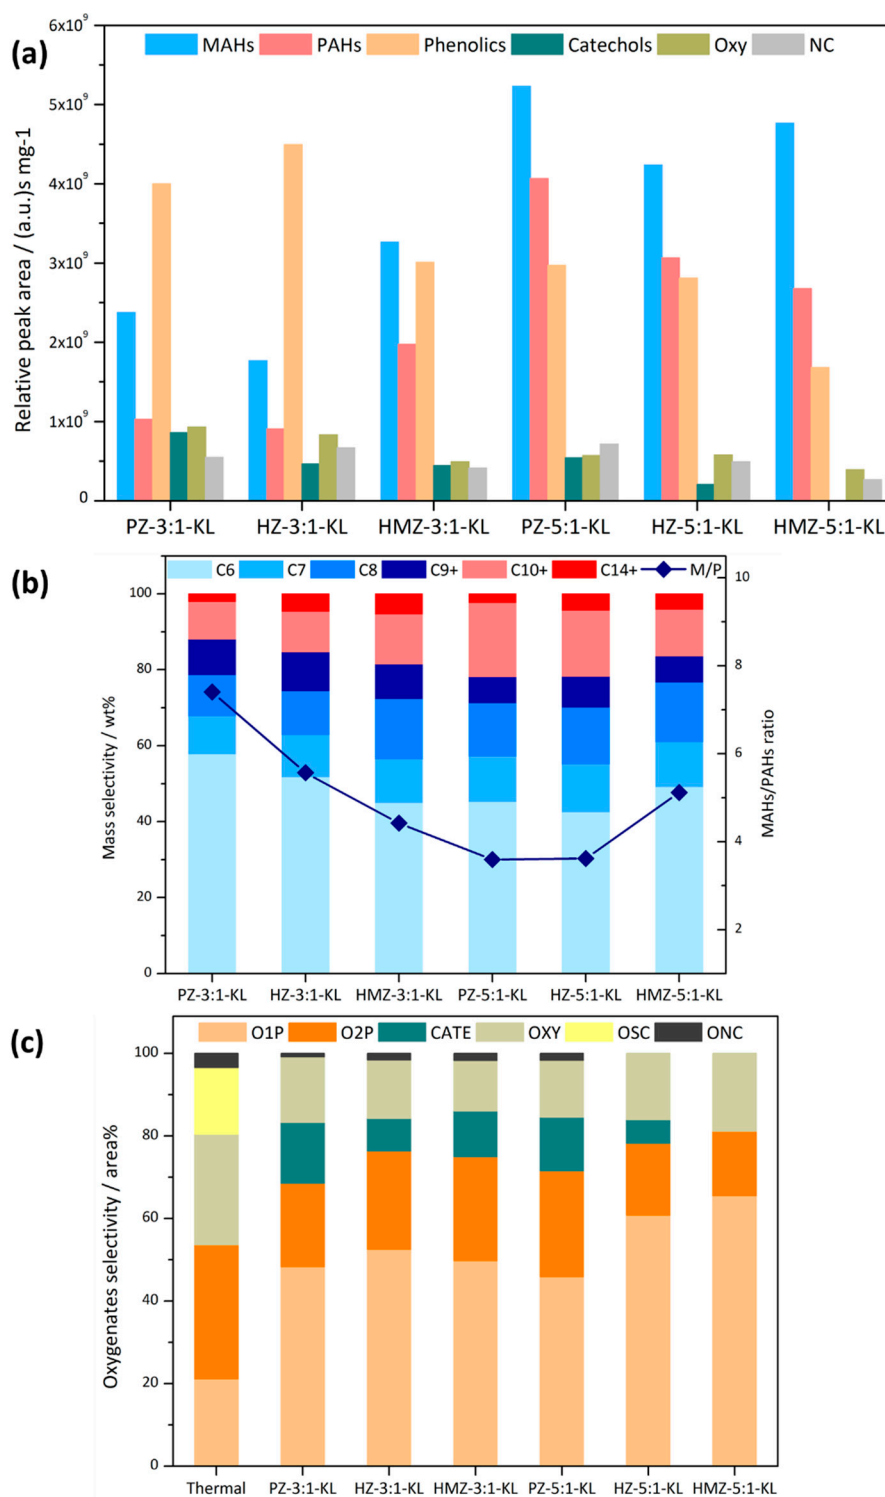 (a)
MAHs PAHs Phenolics Catechols Oxy NC
Relative peak area / (a.u.)s mg-1
6x10⁹
5x10⁹
4x10⁹
3x10⁹
2x10⁹
1x10⁹
0
PZ-3:1-KL HZ-3:1-KL HMZ-3:1-KL PZ-5:1-KL HZ-5:1-KL HMZ-5:1-KL
(b)
C6 C7 C8 C9+ C10+ C14+ M/P
Mass selectivity / wt%
100
80
60
40
20
0
MAHs/PAHs ratio
10
8
6
4
2
PZ-3:1-KL HZ-3:1-KL HMZ-3:1-KL PZ-5:1-KL HZ-5:1-KL HMZ-5:1-KL
(c)
O1P O2P CATE OXY OSC ONC
Oxygenates selectivity / area%
100
80
60
40
20
0
Thermal PZ-3:1-KL HZ-3:1-KL HMZ-3:1-KL PZ-5:1-KL HZ-5:1-KL HMZ-5:1-KL